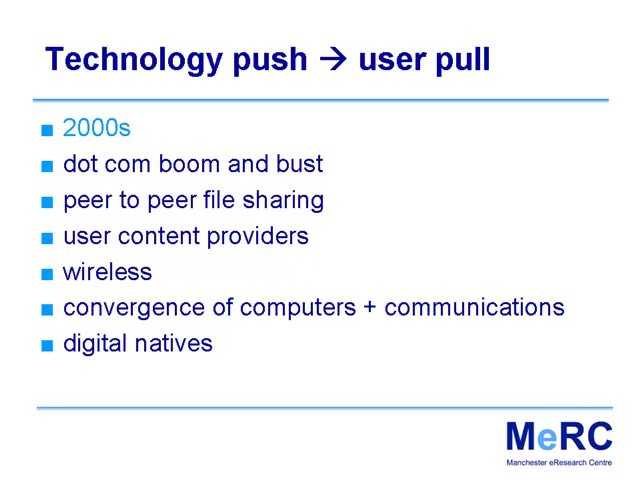 Technology push → user pull
■ 2000s
■ dot com boom and bust
■ peer to peer file sharing
■ user content providers
■ wireless
■ convergence of computers + communications
■ digital natives
MeRC
Manchester eResearch Centre